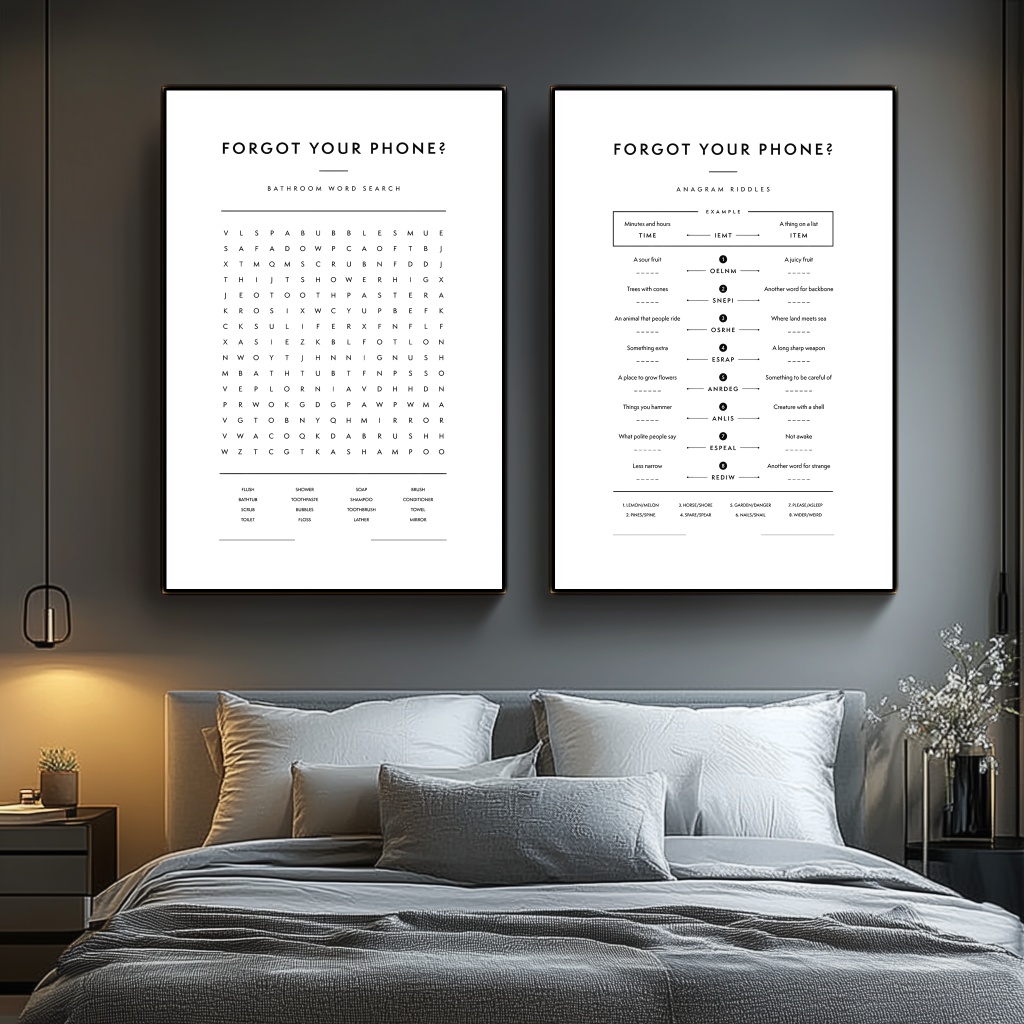 FORGOT YOUR PHONE?
BATHROOM WORD SEARCH
V L S P A B U B B L E S M U E
S A F A D O W P C A O F T B J
X T M Q M S C R U B N F D D J
T H I J T S H O W E R H I G X
J E O T O O T H P A S T E R A
K R O S I X W C Y U P B E F K
C K S U L I F E R X F N F L F
X A S I E Z K B L F O T L O N
N W O Y T J H N N I G N U S H
M B A T H T U B T F N P S S O
V E P L O R N I A V D H H D N
P R W O K G D G P A W P W M A
V G T O B N Y Q H M I R R O R
V W A C O Q K D A B R U S H H
W Z T C G T K A S H A M P O O
FLUSH SHOWER SOAP BRUSH
BATHTUB TOOTHPASTE SHAMPOO CONDITIONER
SCRUB BUBBLES TOOTHBRUSH TOWEL
TOILET FLOSS LATHER MIRROR
FORGOT YOUR PHONE?
ANAGRAM RIDDLES
EXAMPLE
Minutes and hours A thing on a list
TIME IEMT ITEM
A sour fruit 1 A juicy fruit
_ _ _ _ _ OELNM _ _ _ _ _
Trees with cones 2 Another word for backbone
_ _ _ _ _ SNEPI _ _ _ _ _
An animal that people ride 3 Where land meets sea
_ _ _ _ _ OSRHE _ _ _ _ _
Something extra 4 A long sharp weapon
_ _ _ _ _ ESRAP _ _ _ _ _
A place to grow flowers 5 Something to be careful of
_ _ _ _ _ _ ANRDEG _ _ _ _ _ _
Things you hammer 6 Creature with a shell
_ _ _ _ _ ANLIS _ _ _ _ _
What polite people say 7 Not awake
_ _ _ _ _ _ ESPEAL _ _ _ _ _ _
Less narrow 8 Another word for strange
_ _ _ _ _ REDIW _ _ _ _ _
1. LEMON/MELON 3. HORSE/SHORE 5. GARDEN/DANGER 7. PLEASE/ASLEEP
2. PINES/SPINE 4. SPARE/SPEAR 6. NAILS/SNAIL 8. WIDER/WEIRD